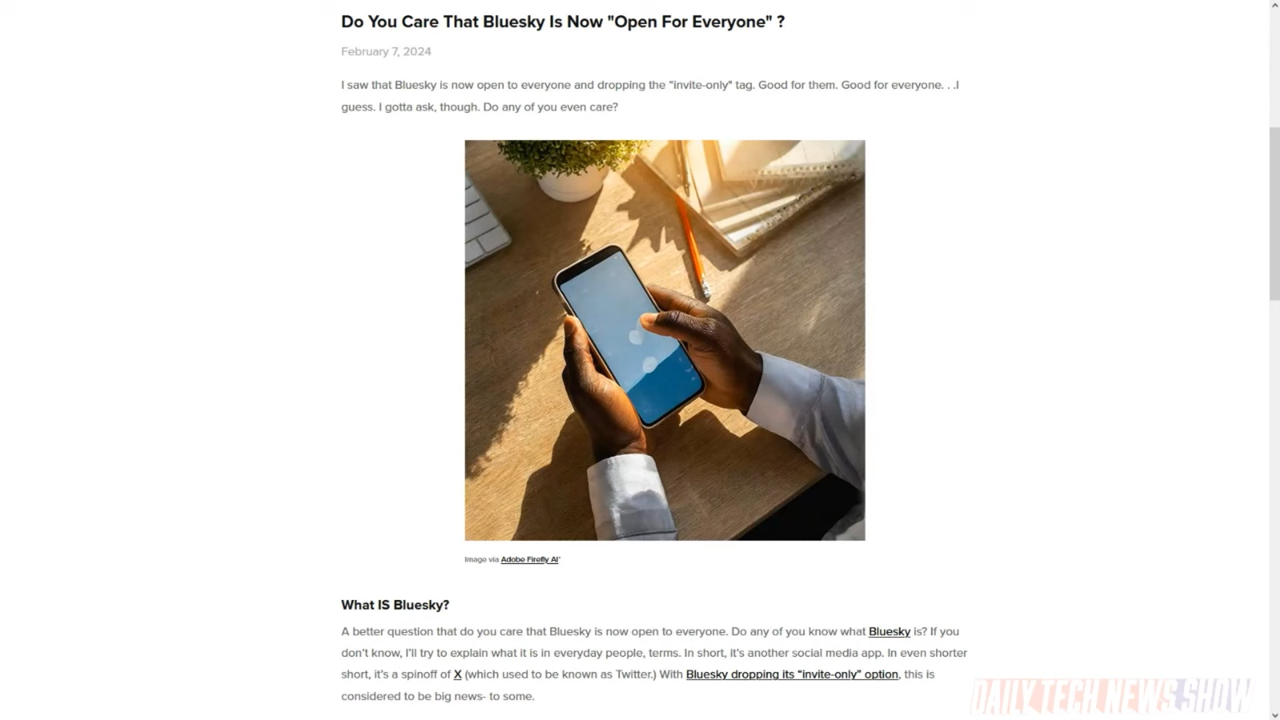 Do You Care That Bluesky Is Now "Open For Everyone" ?
February 7, 2024
I saw that Bluesky is now open to everyone and dropping the “invite-only” tag. Good for them. Good for everyone. . .I
guess. I gotta ask, though. Do any of you even care?
Image via Adobe Firefly AI*
What IS Bluesky?
A better question that do you care that Bluesky is now open to everyone. Do any of you know what Bluesky is? If you
don’t know, I’ll try to explain what it is in everyday people, terms. In short, it’s another social media app. In even shorter
short, it’s a spinoff of X (which used to be known as Twitter.) With Bluesky dropping its “invite-only” option, this is
considered to be big news- to some.
DAILY TECH NEWS SHOW